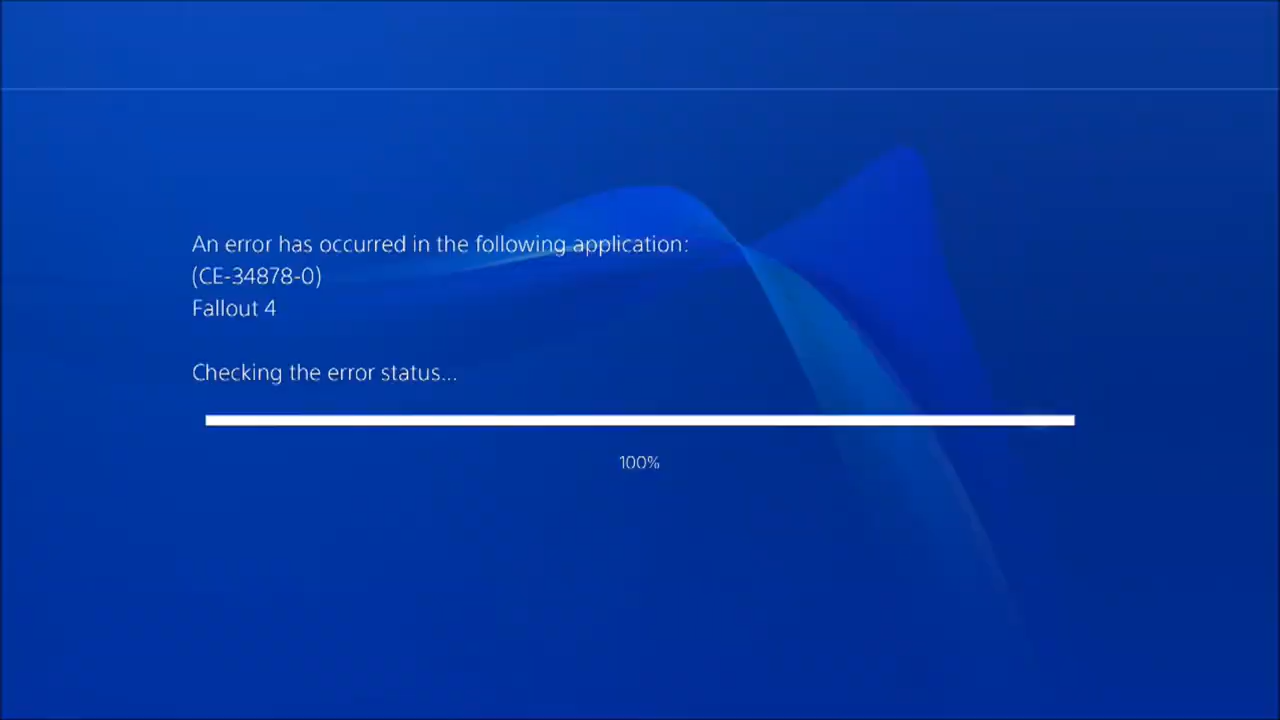 An error has occurred in the following application:
(CE-34878-0)
Fallout 4
Checking the error status...
100%